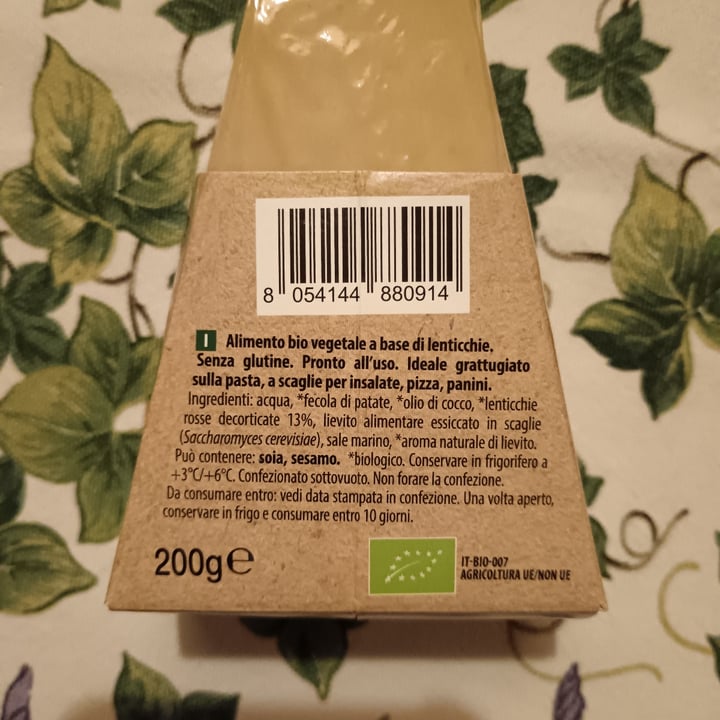 8 054144 880914
I Alimento bio vegetale a base di lenticchie.
Senza glutine. Pronto all'uso. Ideale grattugiato
sulla pasta, a scaglie per insalate, pizza, panini.
Ingredienti: acqua, *fecola di patate, *olio di cocco, *lenticchie
rosse decorticate 13%, lievito alimentare essiccato in scaglie
(Saccharomyces cerevisiae), sale marino, *aroma naturale di lievito.
Può contenere: soia, sesamo. *biologico. Conservare in frigorifero a
+3°C/+6°C. Confezionato sottovuoto. Non forare la confezione.
Da consumare entro: vedi data stampata in confezione. Una volta aperto,
conservare in frigo e consumare entro 10 giorni.
200g e
IT-BIO-007
AGRICOLTURA UE/NON UE